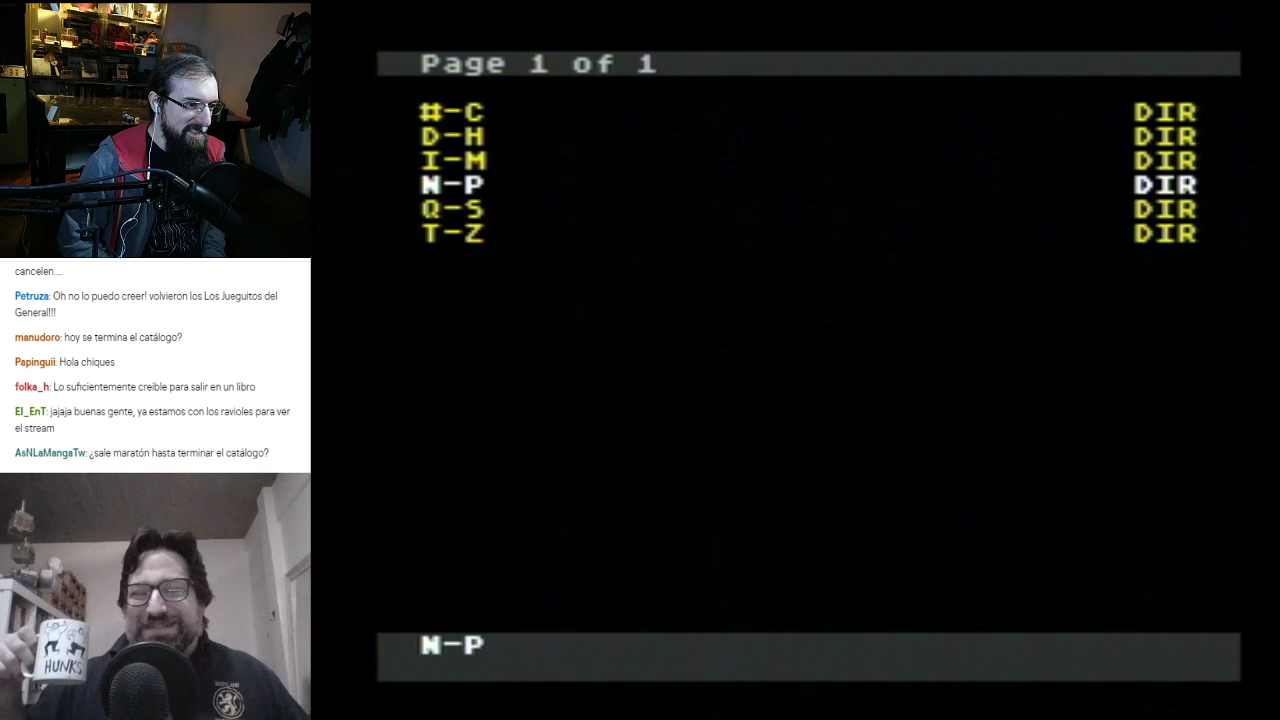 Page 1 of 1
#-C DIR
D-H DIR
I-M DIR
N-P DIR
Q-S DIR
T-Z DIR
N-P
cancelen....
Petruza: Oh no lo puedo creer! volvieron los Los Jueguitos del
General!!!
manudoro: hoy se termina el catálogo?
Papinguii: Hola chiques
folka_h: Lo suficientemente creible para salir en un libro
El_EnT: jajaja buenas gente, ya estamos con los ravioles para ver
el stream
AsNLaMangaTw: ¿sale maratón hasta terminar el catálogo?
HUNKS
SCOTLAND